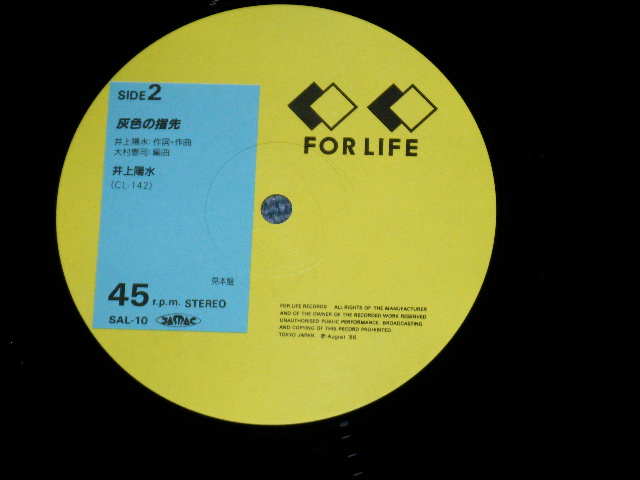 SIDE 2
灰色の指先
井上陽水:作詞・作曲
大村憲司:編曲
井上陽水
(CL-142)
見本盤
45 r.p.m. STEREO
SAL-10 JASRAC
FOR LIFE
FOR LIFE RECORDS ALL RIGHTS OF THE MANUFACTURER
AND OF THE OWNER OF THE RECORDED WORK RESERVED
UNAUTHORISED PUBLIC PERFORMANCE, BROADCASTING
AND COPYING OF THIS RECORD PROHIBITED.
TOKYO JAPAN. ℗ August '86